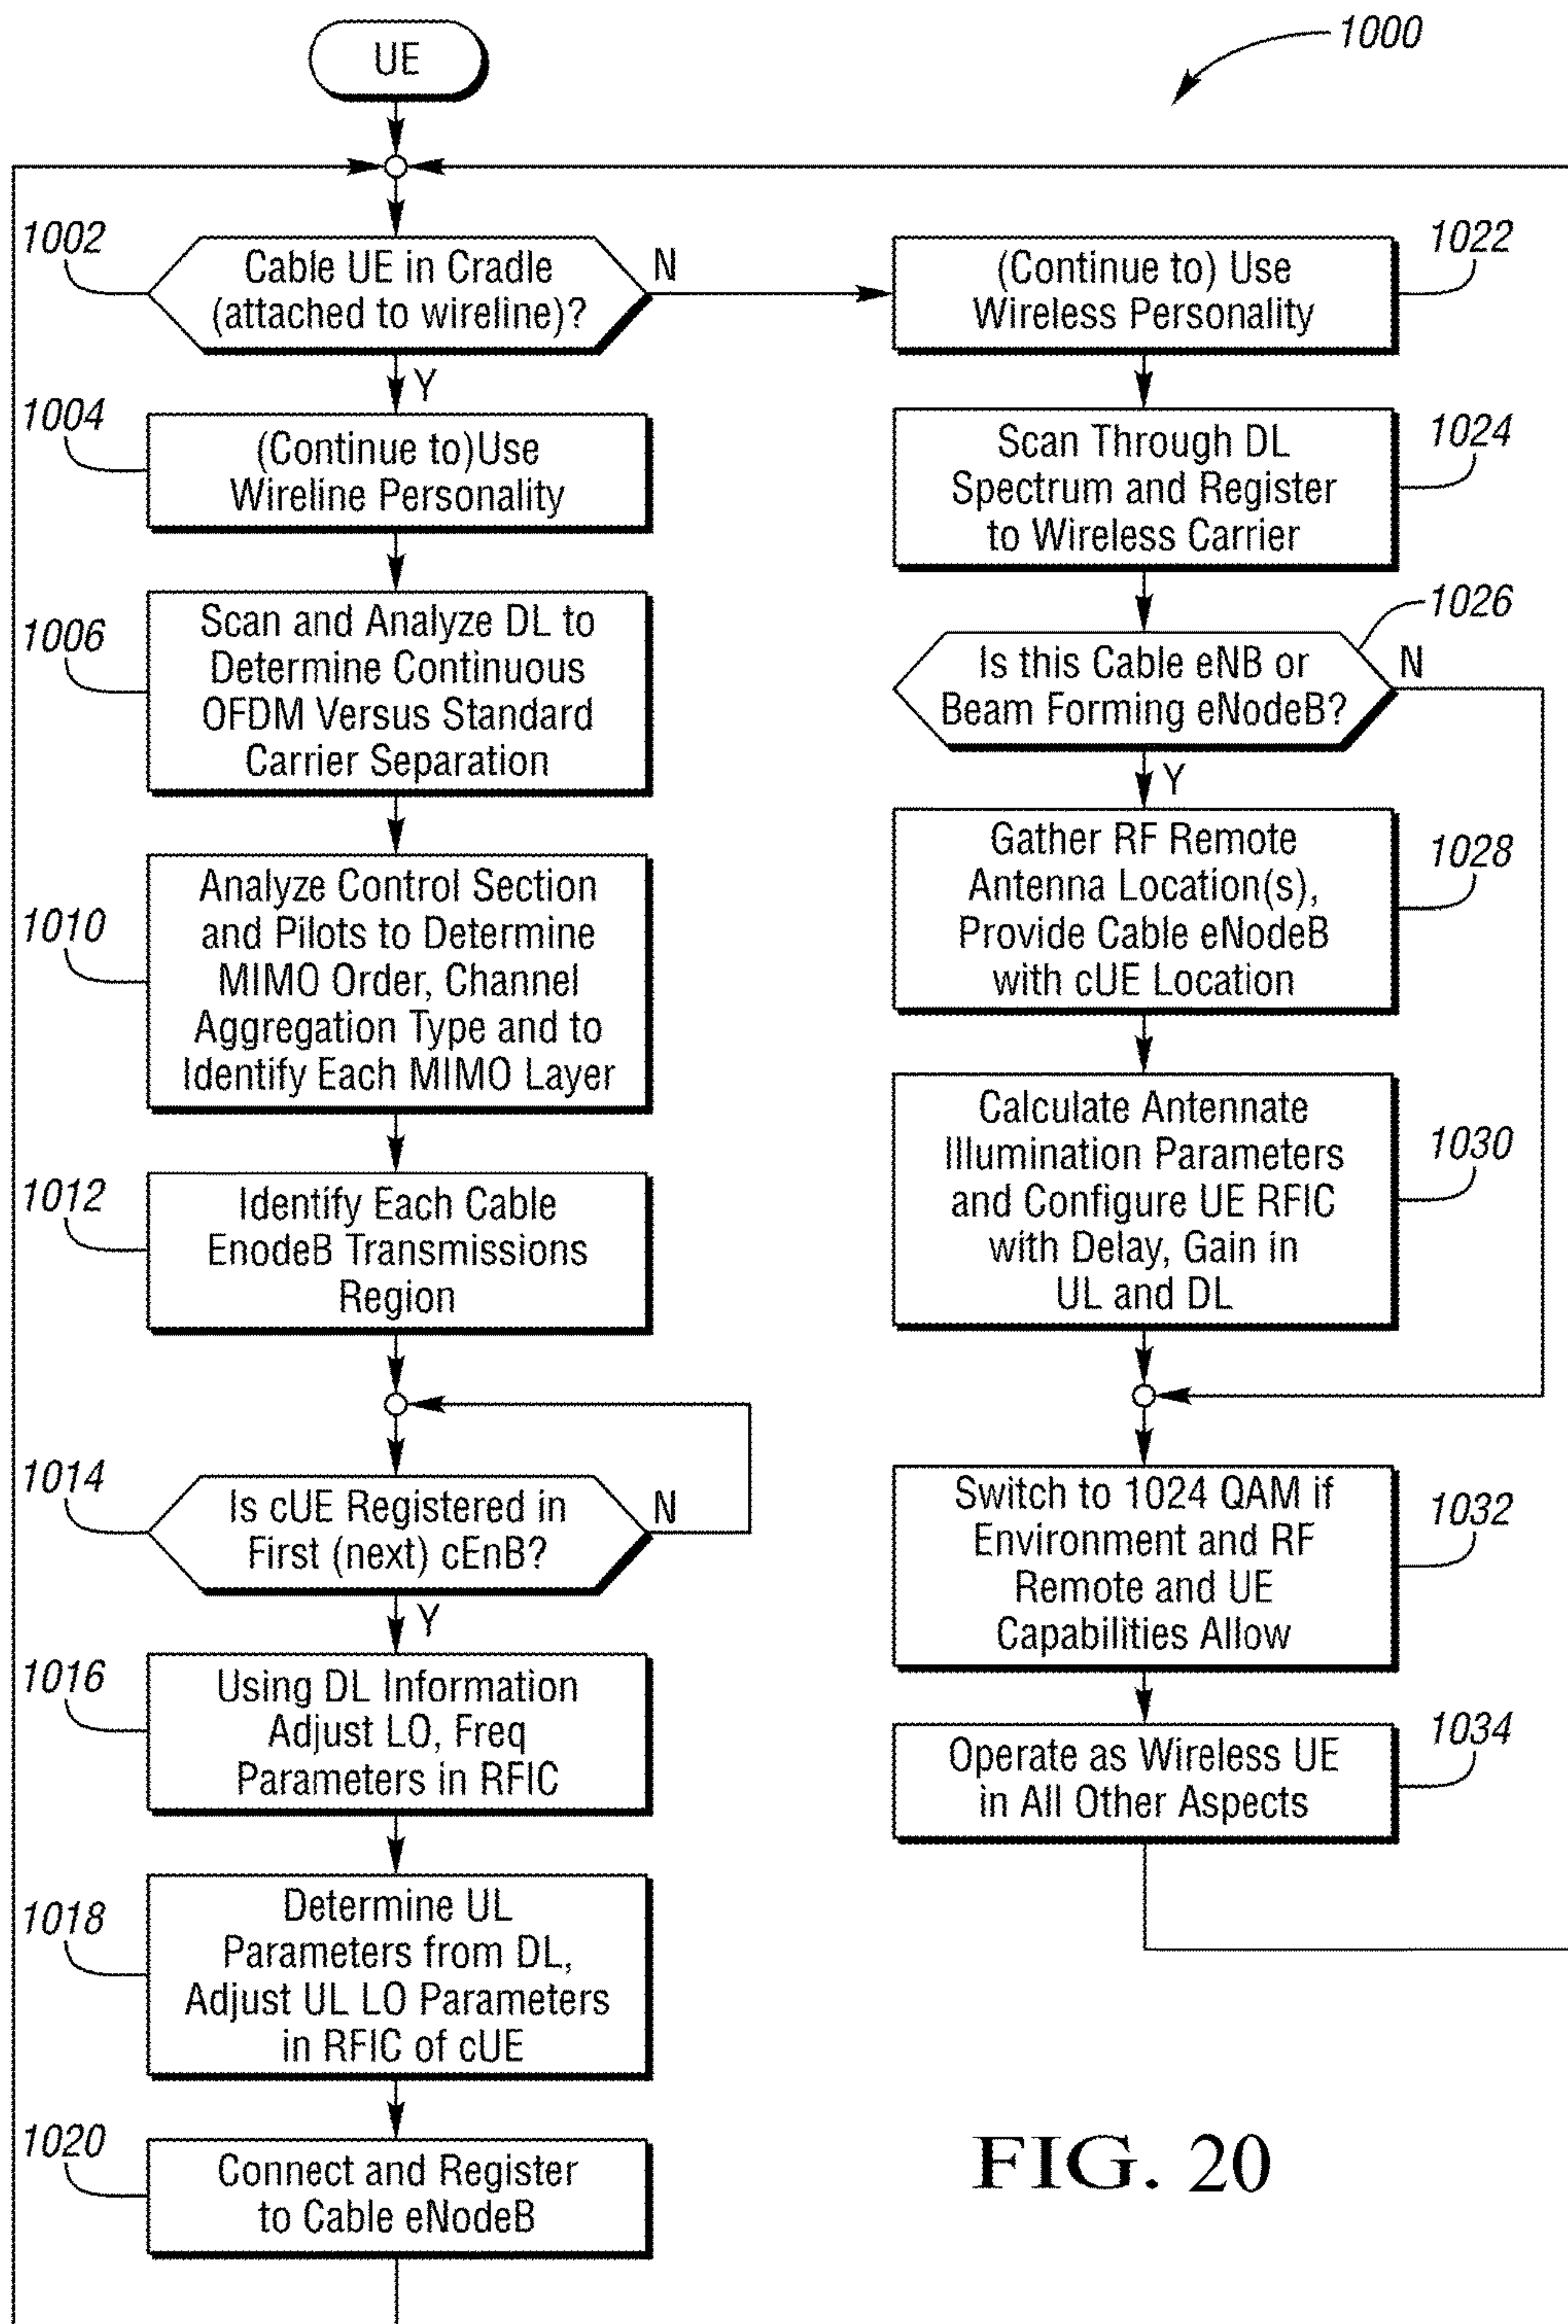 UE
1000
1002
Cable UE in Cradle
(attached to wireline)?
N
Y
1004
(Continue to)Use
Wireline Personality
1006
Scan and Analyze DL to
Determine Continuous
OFDM Versus Standard
Carrier Separation
1010
Analyze Control Section
and Pilots to Determine
MIMO Order, Channel
Aggregation Type and to
Identify Each MIMO Layer
1012
Identify Each Cable
EnodeB Transmissions
Region
1014
Is cUE Registered in
First (next) cEnB?
N
Y
1016
Using DL Information
Adjust LO, Freq
Parameters in RFIC
1018
Determine UL
Parameters from DL,
Adjust UL LO Parameters
in RFIC of cUE
1020
Connect and Register
to Cable eNodeB
1022
(Continue to) Use
Wireless Personality
1024
Scan Through DL
Spectrum and Register
to Wireless Carrier
1026
Is this Cable eNB or
Beam Forming eNodeB?
N
Y
1028
Gather RF Remote
Antenna Location(s),
Provide Cable eNodeB
with cUE Location
1030
Calculate Antennate
Illumination Parameters
and Configure UE RFIC
with Delay, Gain in
UL and DL
1032
Switch to 1024 QAM if
Environment and RF
Remote and UE
Capabilities Allow
1034
Operate as Wireless UE
in All Other Aspects
FIG. 20